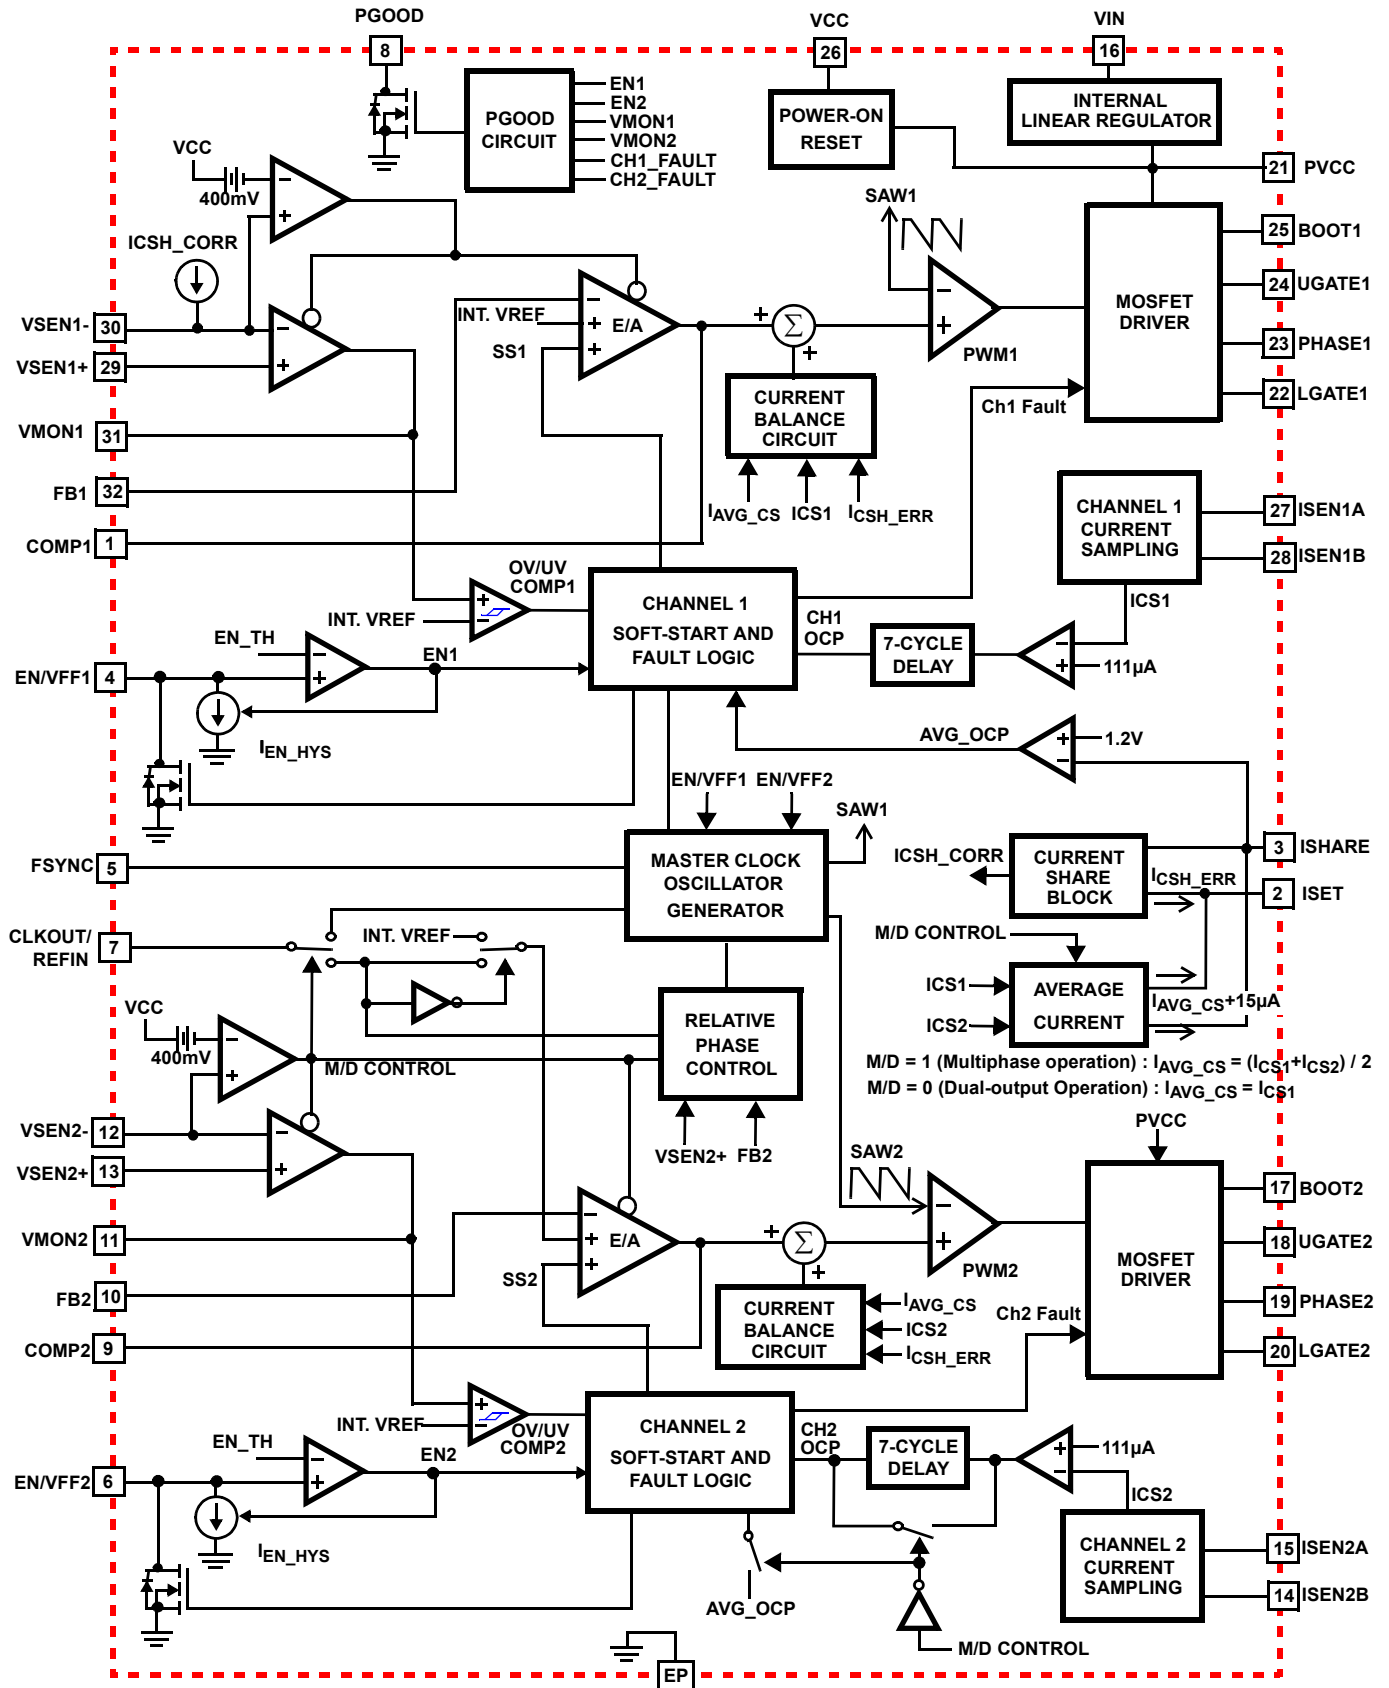 PGOOD
8
VCC
26
VIN
16
PGOOD
CIRCUIT
EN1
EN2
VMON1
VMON2
CH1_FAULT
CH2_FAULT
POWER-ON
RESET
INTERNAL
LINEAR REGULATOR
21 PVCC
VCC
400mV
−
+
ICSH_CORR
SAW1
MOSFET
DRIVER
25 BOOT1
24 UGATE1
23 PHASE1
22 LGATE1
VSEN1- 30
VSEN1+ 29
−
+
INT. VREF
SS1
−
+
+
E/A
+
Σ
+
−
+
PWM1
CURRENT
BALANCE
CIRCUIT
Ch1 Fault
VMON1 31
FB1 32
IAVG_CS
ICS1
ICSH_ERR
CHANNEL 1
CURRENT
SAMPLING
27 ISEN1A
28 ISEN1B
COMP1 1
OV/UV
COMP1
INT. VREF
+
−
CHANNEL 1
SOFT-START AND
FAULT LOGIC
CH1
OCP
7-CYCLE
DELAY
ICS1
−
+
111µA
EN_TH
−
+
EN1
EN/VFF1 4
IEN_HYS
AVG_OCP
+
−
1.2V
EN/VFF1
EN/VFF2
SAW1
FSYNC 5
MASTER CLOCK
OSCILLATOR
GENERATOR
ICSH_CORR
CURRENT
SHARE
BLOCK
ICSH_ERR
3 ISHARE
2 ISET
CLKOUT/
REFIN
7
INT. VREF
M/D CONTROL
ICS1
ICS2
AVERAGE
CURRENT
IAVG_CS+15µA
VCC
400mV
−
+
M/D CONTROL
RELATIVE
PHASE
CONTROL
M/D = 1 (Multiphase operation) : IAVG_CS = (ICS1+ICS2) / 2
M/D = 0 (Dual-output Operation) : IAVG_CS = ICS1
VSEN2- 12
VSEN2+ 13
−
+
VSEN2+
FB2
PVCC
SAW2
MOSFET
DRIVER
17 BOOT2
18 UGATE2
19 PHASE2
20 LGATE2
VMON2 11
FB2 10
SS2
−
+
+
E/A
+
Σ
+
−
+
PWM2
CURRENT
BALANCE
CIRCUIT
IAVG_CS
ICS2
ICSH_ERR
Ch2 Fault
COMP2 9
INT. VREF
+
−
OV/UV
COMP2
CHANNEL 2
SOFT-START AND
FAULT LOGIC
CH2
OCP
7-CYCLE
DELAY
+
−
111µA
ICS2
EN_TH
−
+
EN2
EN/VFF2 6
IEN_HYS
CHANNEL 2
CURRENT
SAMPLING
15 ISEN2A
14 ISEN2B
AVG_OCP
M/D CONTROL
EP